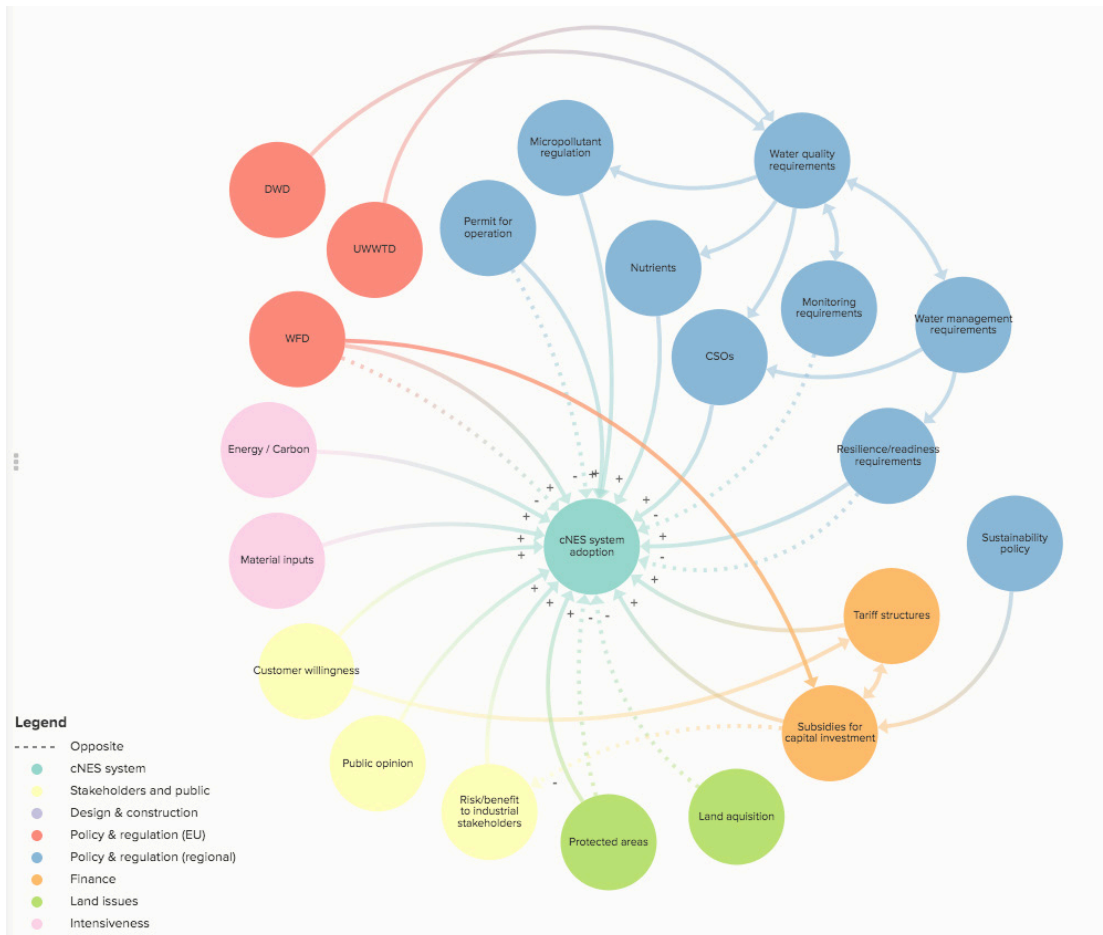 Micropollutant
regulation
Water quality
requirements
DWD
Permit for
operation
UWWTD
Nutrients
Monitoring
requirements
Water management
requirements
WFD
CSOs
Energy / Carbon
Resilience/readiness
requirements
- ++
+
+
-
+
+
-
+
+
-
+
+
+
+
+
+
- -
cNES system
adoption
Sustainability
policy
Material inputs
Tariff structures
Customer willingness
Subsidies for
capital investment
Public opinion
-
Risk/benefit
to industrial
stakeholders
Land aquisition
Protected areas
Legend
Opposite
cNES system
Stakeholders and public
Design & construction
Policy & regulation (EU)
Policy & regulation (regional)
Finance
Land issues
Intensiveness